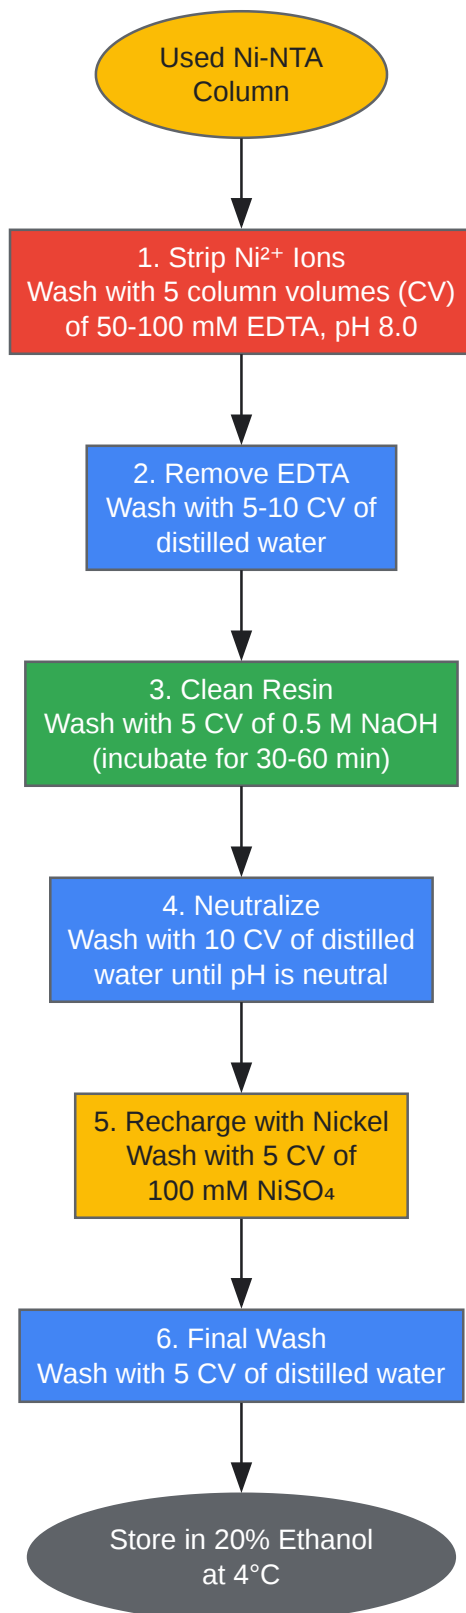 Used Ni-NTA
Column
1. Strip Ni²⁺ Ions
Wash with 5 column volumes (CV)
of 50-100 mM EDTA, pH 8.0
2. Remove EDTA
Wash with 5-10 CV of
distilled water
3. Clean Resin
Wash with 5 CV of 0.5 M NaOH
(incubate for 30-60 min)
4. Neutralize
Wash with 10 CV of distilled
water until pH is neutral
5. Recharge with Nickel
Wash with 5 CV of
100 mM NiSO₄
6. Final Wash
Wash with 5 CV of distilled water
Store in 20% Ethanol
at 4°C